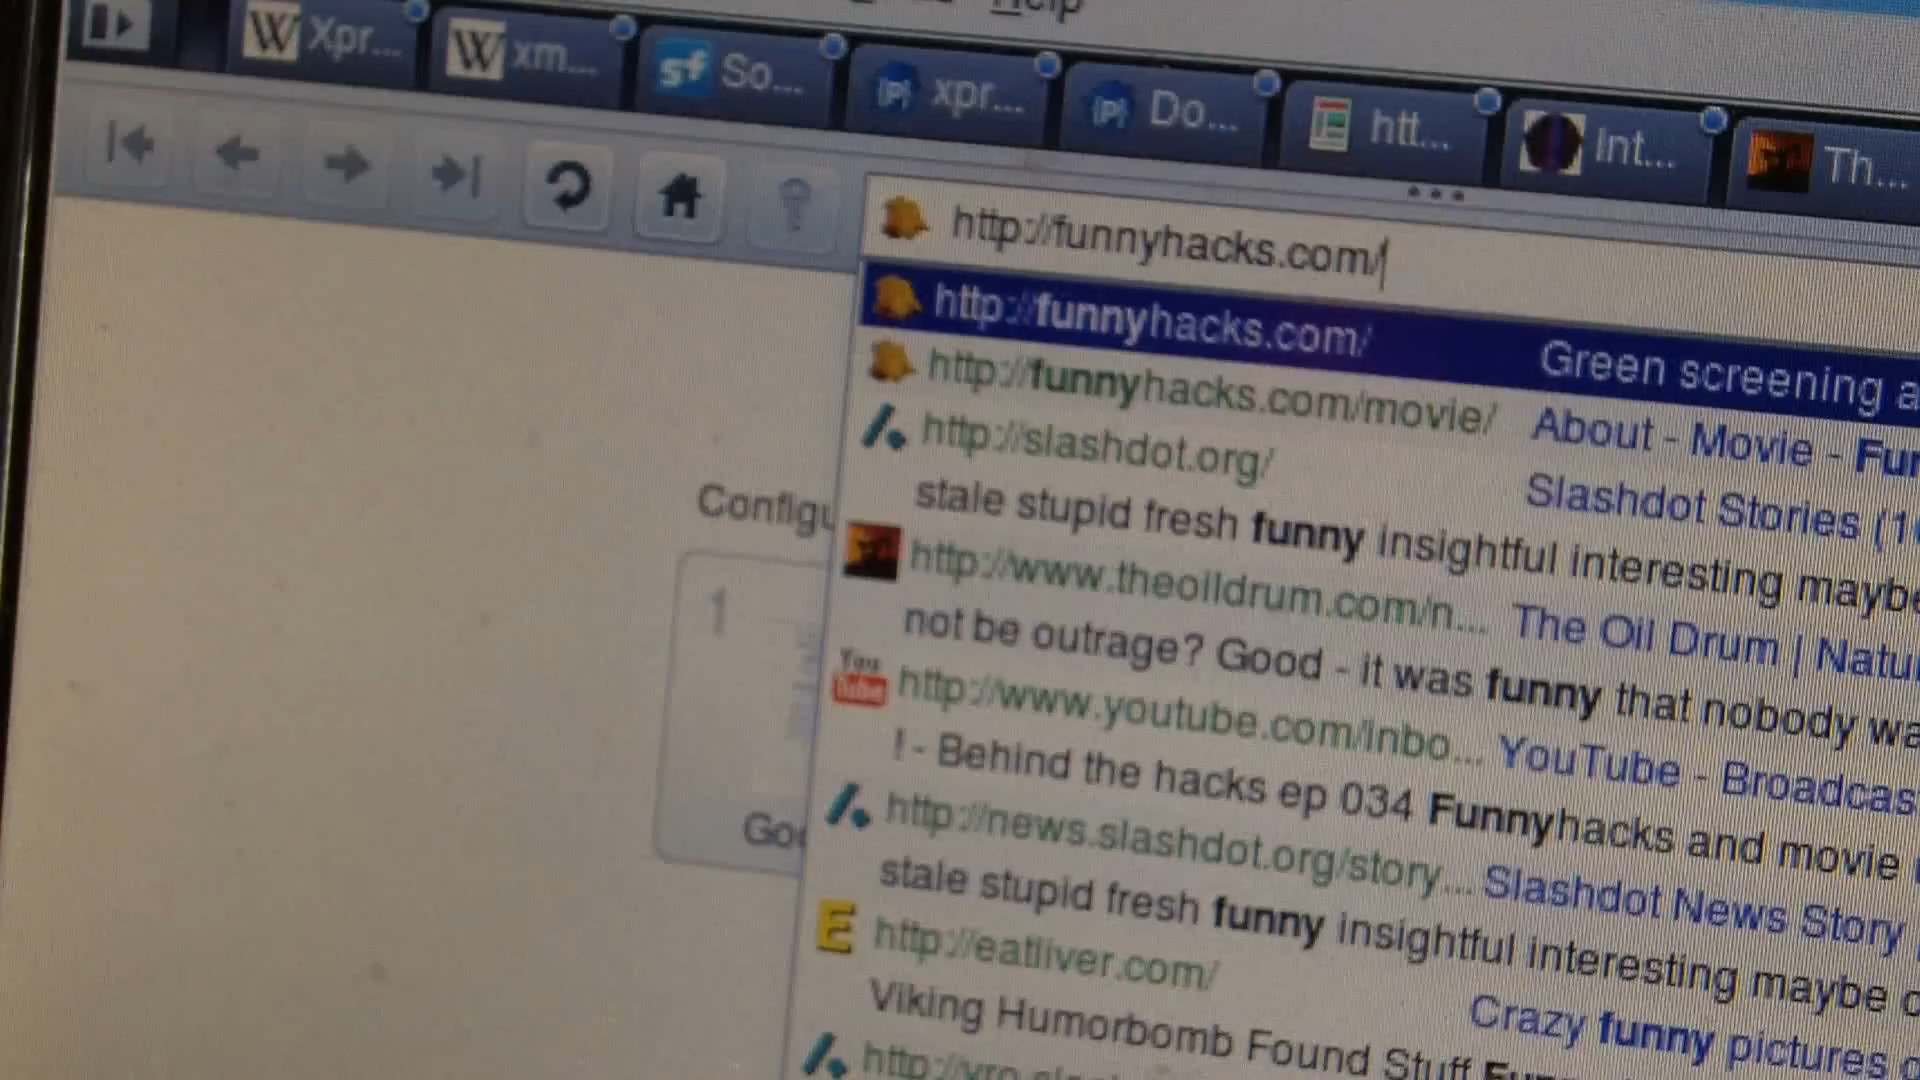 Help
Xpr... xm... So... xpr... Do... htt... Int... Th...
http://funnyhacks.com/
http://funnyhacks.com/ Green screening a
http://funnyhacks.com/movie/ About - Movie - Fun
http://slashdot.org/ Slashdot Stories (1
stale stupid fresh funny insightful interesting maybe
http://www.theoildrum.com/n... The Oil Drum | Natu
not be outrage? Good - it was funny that nobody wa
You Tube http://www.youtube.com/inbo... YouTube - Broadcas
! - Behind the hacks ep 034 Funnyhacks and movie
http://news.slashdot.org/story... Slashdot News Story
stale stupid fresh funny insightful interesting maybe
E http://eatliver.com/ Crazy funny pictures
Viking Humorbomb Found Stuff
Configu
1
Goo